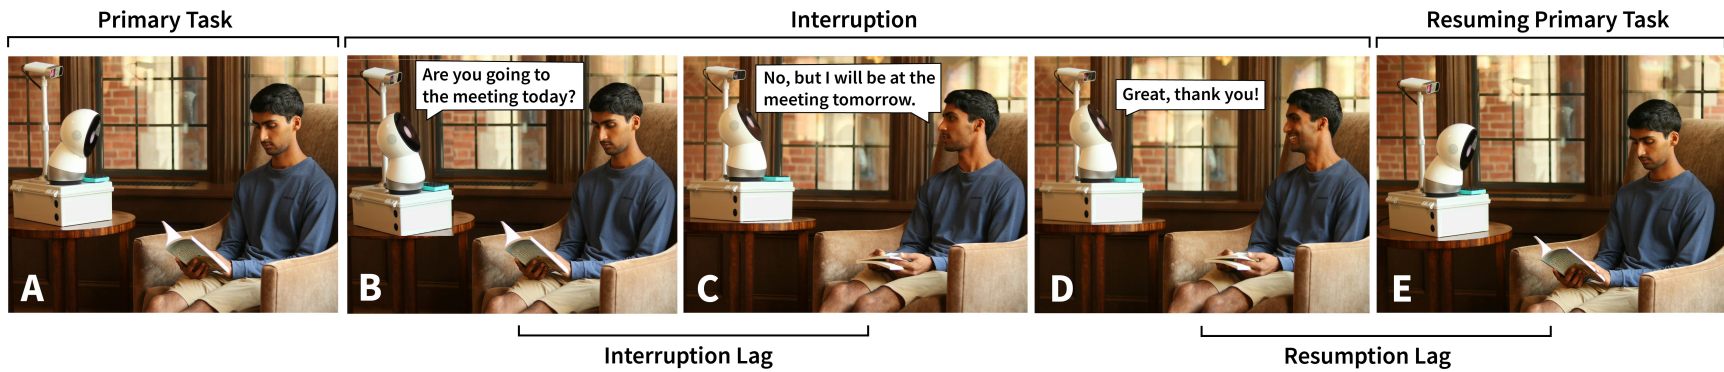 Primary Task
Interruption
Resuming Primary Task
Are you going to
the meeting today?
No, but I will be at the
meeting tomorrow.
Great, thank you!
A
B
C
D
E
Interruption Lag
Resumption Lag